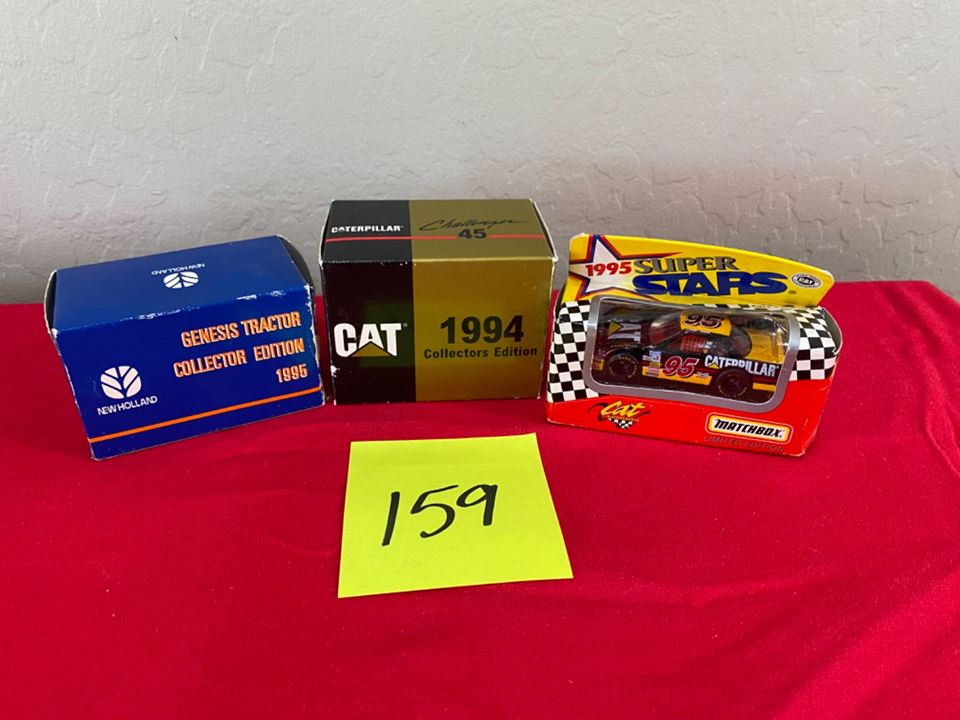 NEW HOLLAND
GENESIS TRACTOR
COLLECTOR EDITION
1995
NEW HOLLAND
CATERPILLAR
Challenger
45
CAT
1994
Collectors Edition
1995 SUPER
STARS
CAT
95
95 CATERPILLAR
Cat
MATCHBOX
LIMITED EDITION
159